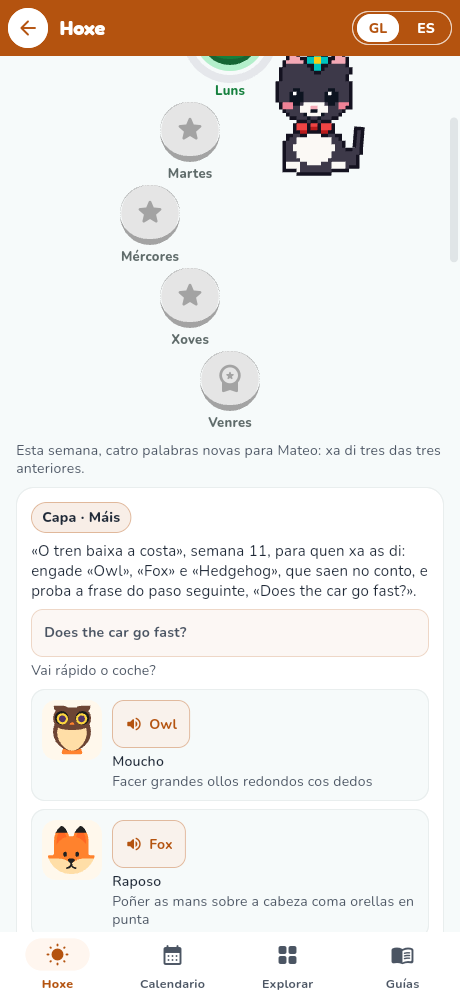 Hoxe
GL
ES
Luns
Martes
Mércores
Xoves
Venres
Esta semana, catro palabras novas para Mateo: xa di tres das tres
anteriores.
Capa · Máis
«O tren baixa a costa», semana 11, para quen xa as di:
engade «Owl», «Fox» e «Hedgehog», que saen no conto, e
proba a frase do paso seguinte, «Does the car go fast?».
Does the car go fast?
Vai rápido o coche?
Owl
Moucho
Facer grandes ollos redondos cos dedos
Fox
Raposo
Poñer as mans sobre a cabeza coma orellas en
punta
Hoxe
Calendario
Explorar
Guías